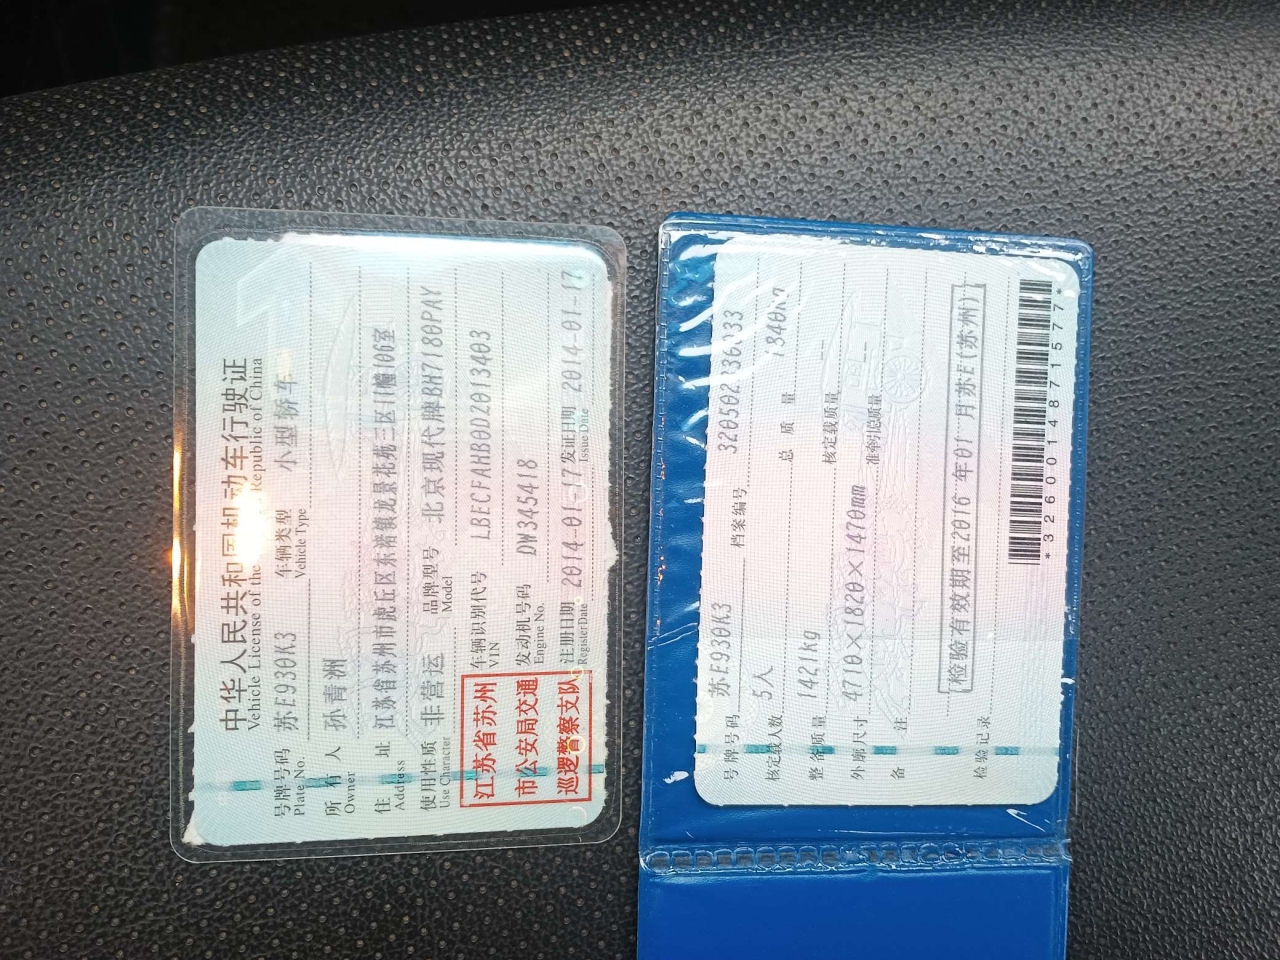 中华人民共和国机动车行驶证
Vehicle License of the People's Republic of China
号牌号码 苏E930K3 车辆类型 小型轿车
Plate No. Vehicle Type
所有人 孙青洲
Owner
住址 江苏省苏州市虎丘区东渚镇龙景花苑三区11幢106室
Address
使用性质 非营运 品牌型号 北京现代牌BH7180PAY
Use Character Model
江苏省苏州
市公安局交通
巡逻警察支队
车辆识别代号 LBECFAHB0DZ013403
VIN
发动机号码 DW345418
Engine No.
注册日期 2014-01-17 发证日期 2014-01-17
Register Date Issue Date
号牌号码 苏E930K3 档案编号
核定载人数 5人 总质量 1840kg
整备质量 1421kg 核定载质量 --
外廓尺寸 4710×1820×1470mm 准牵引总质量 --
备注
检验有效期至2016年01月苏E(苏州)
检验记录
*3260014871577*